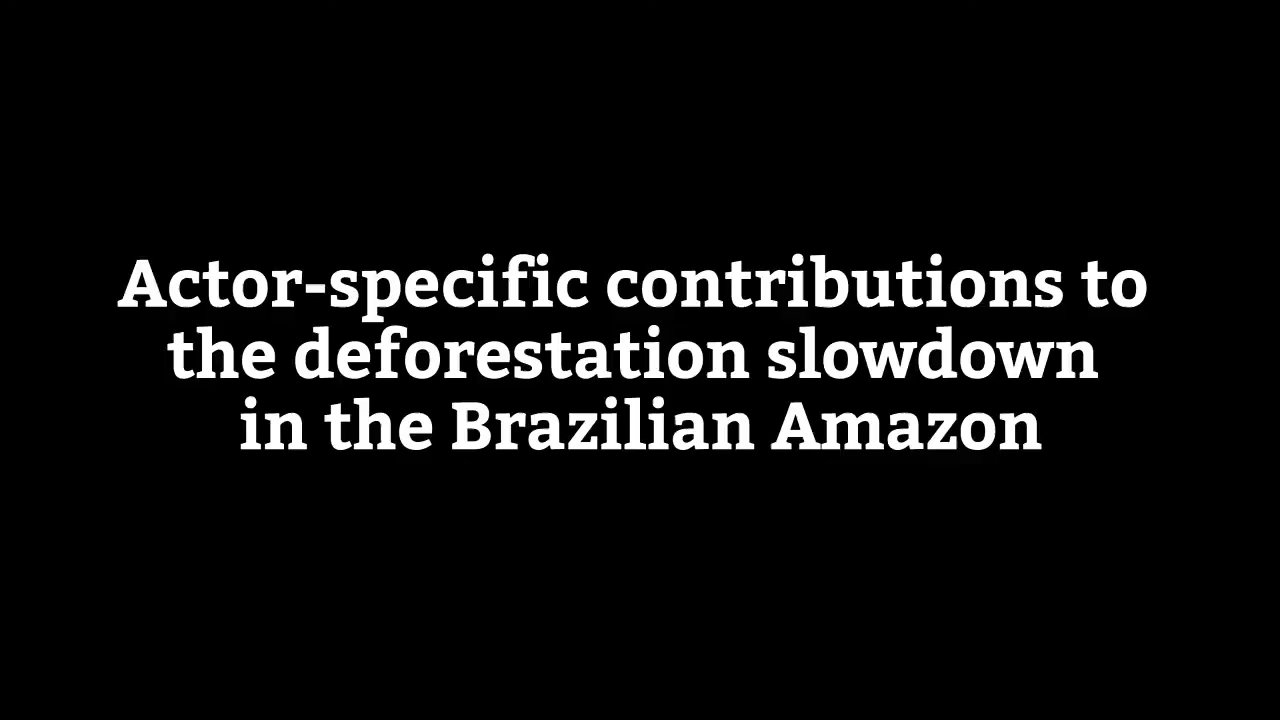 Actor-specific contributions to
the deforestation slowdown
in the Brazilian Amazon